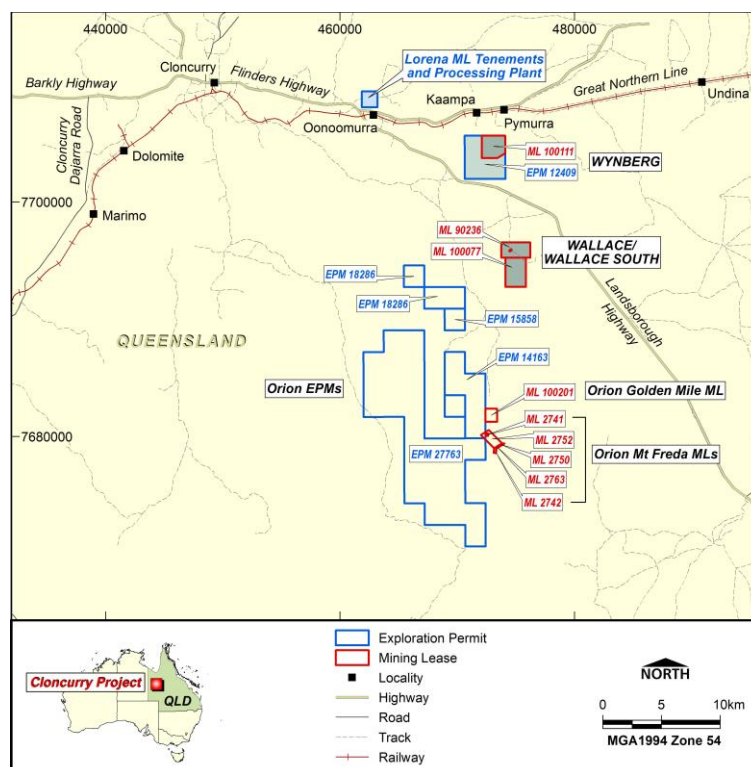 440000
460000
480000
Cloncurry
Barkly Highway
Flinders Highway
Lorena ML Tenements
and Processing Plant
Great Northern Line
Undina
Kaampa
Oonoomurra
Pymurra
Cloncurry
Dajarra Road
Dolomite
Marimo
ML 100111
EPM 12409
WYNBERG
7700000
ML 90236
ML 100077
WALLACE/
WALLACE SOUTH
Landsborough
Highway
EPM 18286
EPM 18286
EPM 15858
QUEENSLAND
EPM 14163
Orion EPMs
ML 100201
Orion Golden Mile ML
7680000
ML 2741
ML 2752
EPM 27763
ML 2750
Orion Mt Freda MLs
ML 2763
ML 2742
Cloncurry Project
QLD
Exploration Permit
Mining Lease
Locality
Highway
Road
Track
Railway
NORTH
0 5 10km
MGA1994 Zone 54